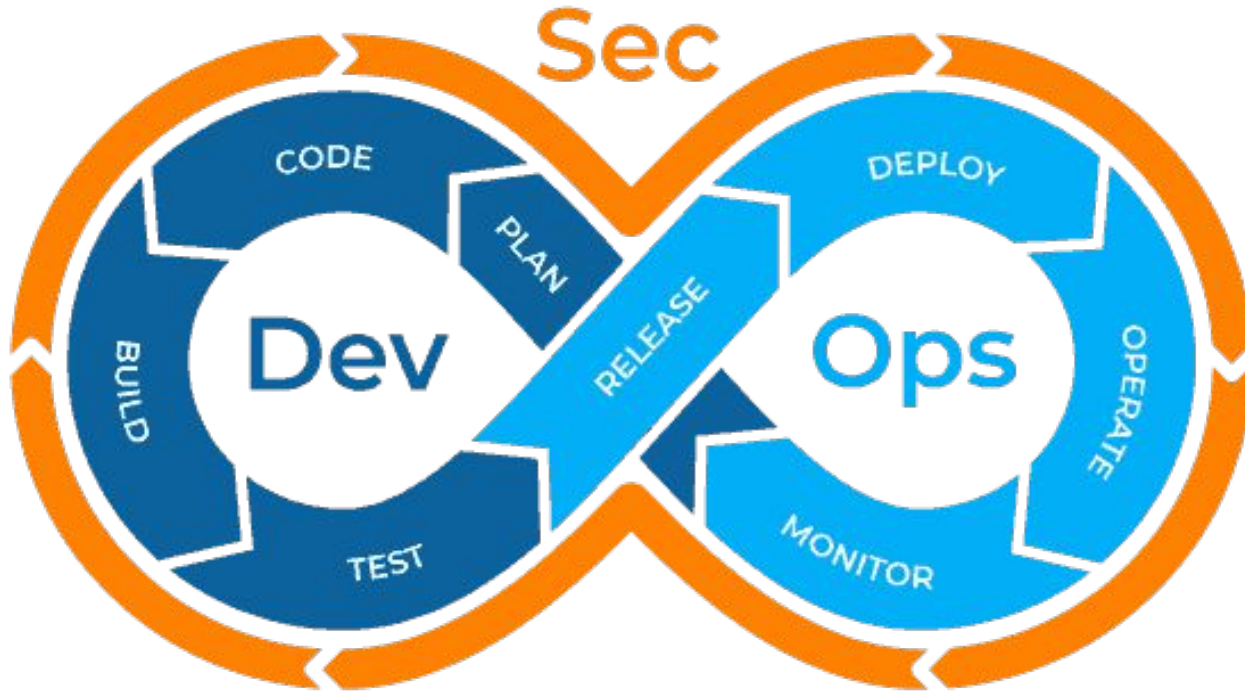 Sec
CODE
PLAN
DEPLOY
Dev
BUILD
RELEASE
Ops
OPERATE
TEST
MONITOR